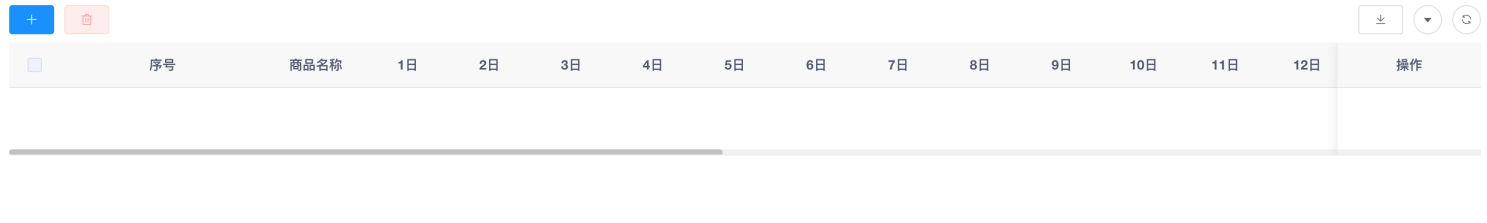 序号 商品名称 1日 2日 3日 4日 5日 6日 7日 8日 9日 10日 11日 12日 操作